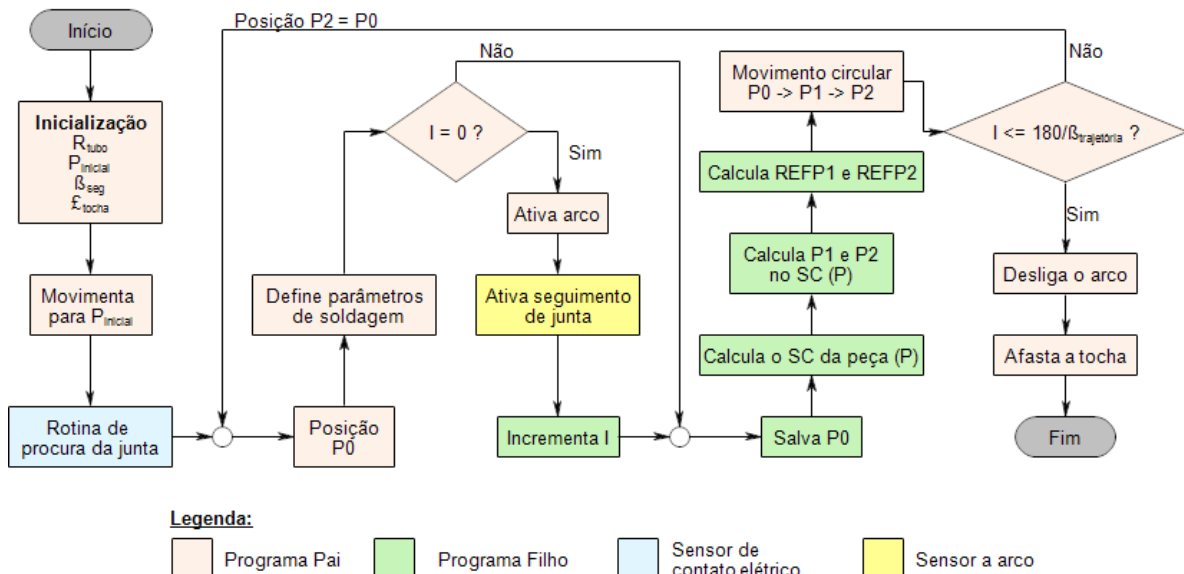 Início
Inicialização
Rtubo
PInicial
ßseg
£tocha
Movimenta
para PInicial
Rotina de
procura da junta
Posição P2 = P0
Posição
P0
Define parâmetros
de soldagem
I = 0 ?
Não
Sim
Ativa arco
Ativa seguimento
de junta
Incrementa I
Salva P0
Calcula o SC da peça (P)
Calcula P1 e P2
no SC (P)
Calcula REFP1 e REFP2
Movimento circular
P0 -> P1 -> P2
I <= 180/ßtrajetória ?
Não
Sim
Desliga o arco
Afasta a tocha
Fim
Legenda:
Programa Pai
Programa Filho
Sensor de
contato elétrico
Sensor a arco